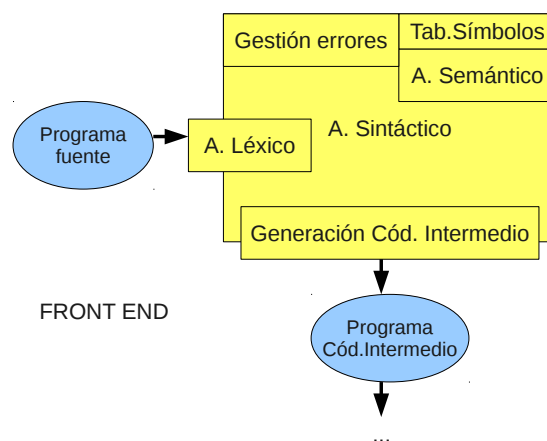 Gestión errores
Tab.Símbolos
A. Semántico
Programa
fuente
A. Léxico
A. Sintáctico
Generación Cód. Intermedio
FRONT END
Programa
Cód.Intermedio
...